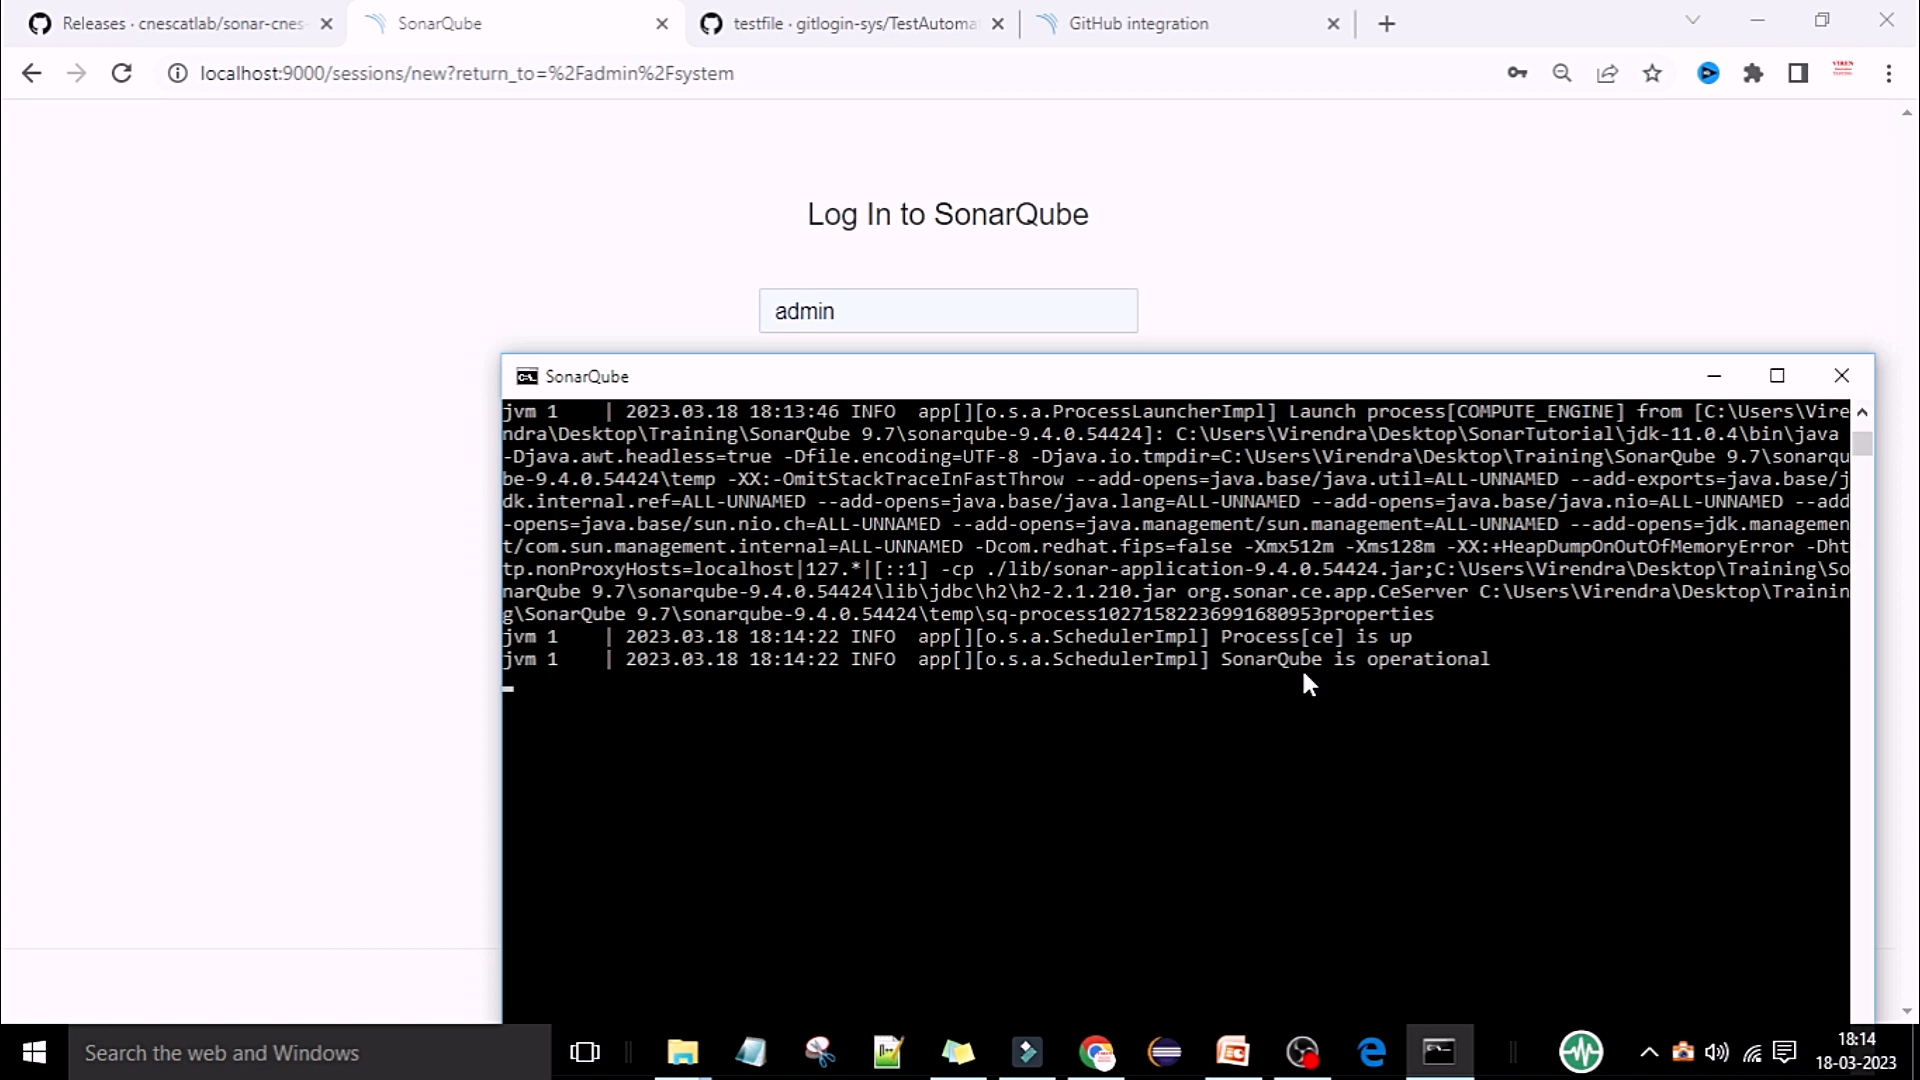 Releases · cnescatlab/sonar-cnes-
SonarQube
testfile · gitlogin-sys/TestAutoma
GitHub integration
localhost:9000/sessions/new?return_to=%2Fadmin%2Fsystem
Log In to SonarQube
admin
SonarQube
jvm 1    | 2023.03.18 18:13:46 INFO  app[][o.s.a.ProcessLauncherImpl] Launch process[COMPUTE_ENGINE] from [C:\Users\Vire
ndra\Desktop\Training\SonarQube 9.7\sonarqube-9.4.0.54424]: C:\Users\Virendra\Desktop\SonarTutorial\jdk-11.0.4\bin\java
-Djava.awt.headless=true -Dfile.encoding=UTF-8 -Djava.io.tmpdir=C:\Users\Virendra\Desktop\Training\SonarQube 9.7\sonarqu
be-9.4.0.54424\temp -XX:-OmitStackTraceInFastThrow --add-opens=java.base/java.util=ALL-UNNAMED --add-exports=java.base/j
dk.internal.ref=ALL-UNNAMED --add-opens=java.base/java.lang=ALL-UNNAMED --add-opens=java.base/java.nio=ALL-UNNAMED --add
-opens=java.base/sun.nio.ch=ALL-UNNAMED --add-opens=java.management/sun.management=ALL-UNNAMED --add-opens=jdk.managemen
t/com.sun.management.internal=ALL-UNNAMED -Dcom.redhat.fips=false -Xmx512m -Xms128m -XX:+HeapDumpOnOutOfMemoryError -Dht
tp.nonProxyHosts=localhost|127.*|[::1] -cp ./lib/sonar-application-9.4.0.54424.jar;C:\Users\Virendra\Desktop\Training\So
narQube 9.7\sonarqube-9.4.0.54424\lib\jdbc\h2\h2-2.1.210.jar org.sonar.ce.app.CeServer C:\Users\Virendra\Desktop\Trainin
g\SonarQube 9.7\sonarqube-9.4.0.54424\temp\sq-process10271582236991680953properties
jvm 1    | 2023.03.18 18:14:22 INFO  app[][o.s.a.SchedulerImpl] Process[ce] is up
jvm 1    | 2023.03.18 18:14:22 INFO  app[][o.s.a.SchedulerImpl] SonarQube is operational
Search the web and Windows
18:14
18-03-2023